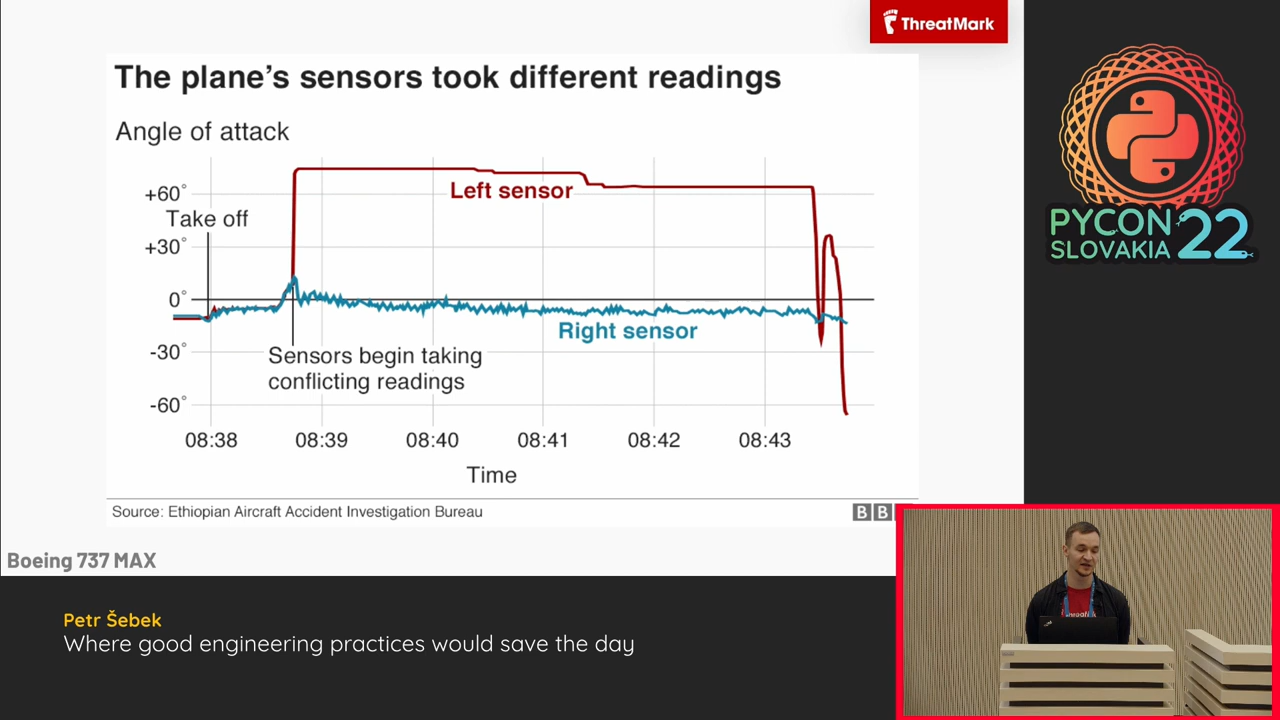 ThreatMark
The plane's sensors took different readings
Angle of attack
+60°
+30°
0°
-30°
-60°
Take off
Left sensor
Right sensor
Sensors begin taking
conflicting readings
08:38 08:39 08:40 08:41 08:42 08:43
Time
Source: Ethiopian Aircraft Accident Investigation Bureau
BB
Boeing 737 MAX
PYCON
SLOVAKIA
22
Petr Šebek
Where good engineering practices would save the day